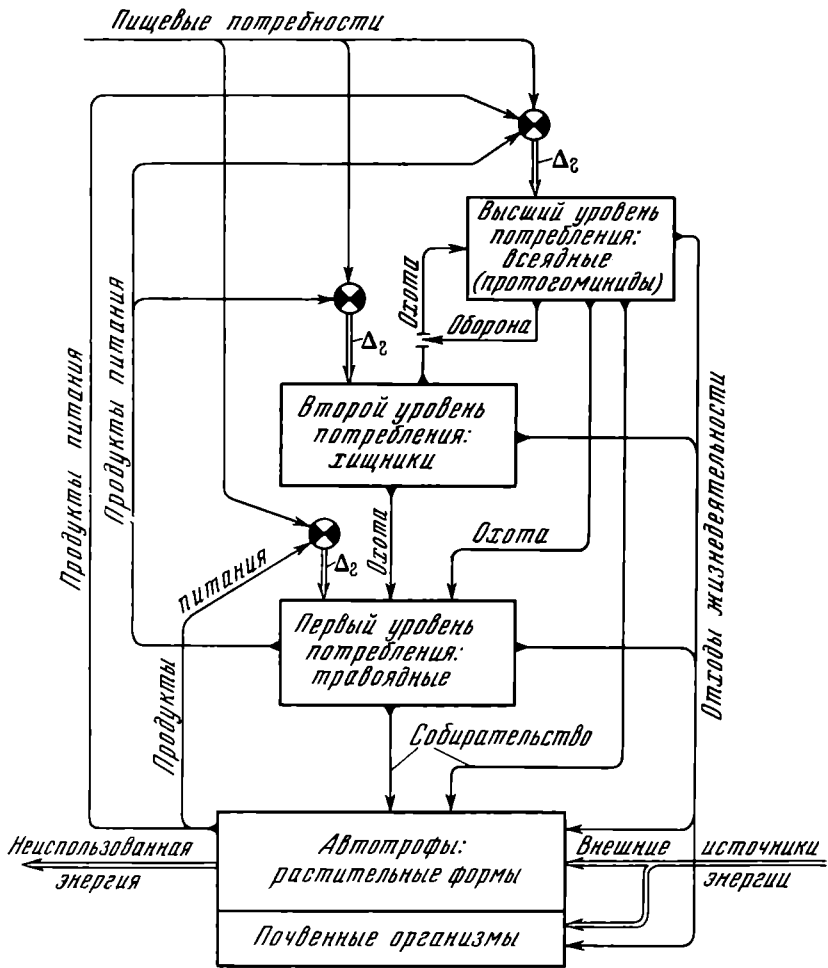 Пищевые потребности
Δг
Высший уровень
потребления:
всеядные
(протогоминиды)
Охота
Оборона
Δг
Второй уровень
потребления:
хищники
Продукты питания
Продукты питания
Отходы жизнедеятельности
Охота
Охота
Δг
Продукты питания
Первый уровень
потребления:
травоядные
Собирательство
Неиспользованная
энергия
Автотрофы:
растительные формы
Внешние источники
энергии
Почвенные организмы